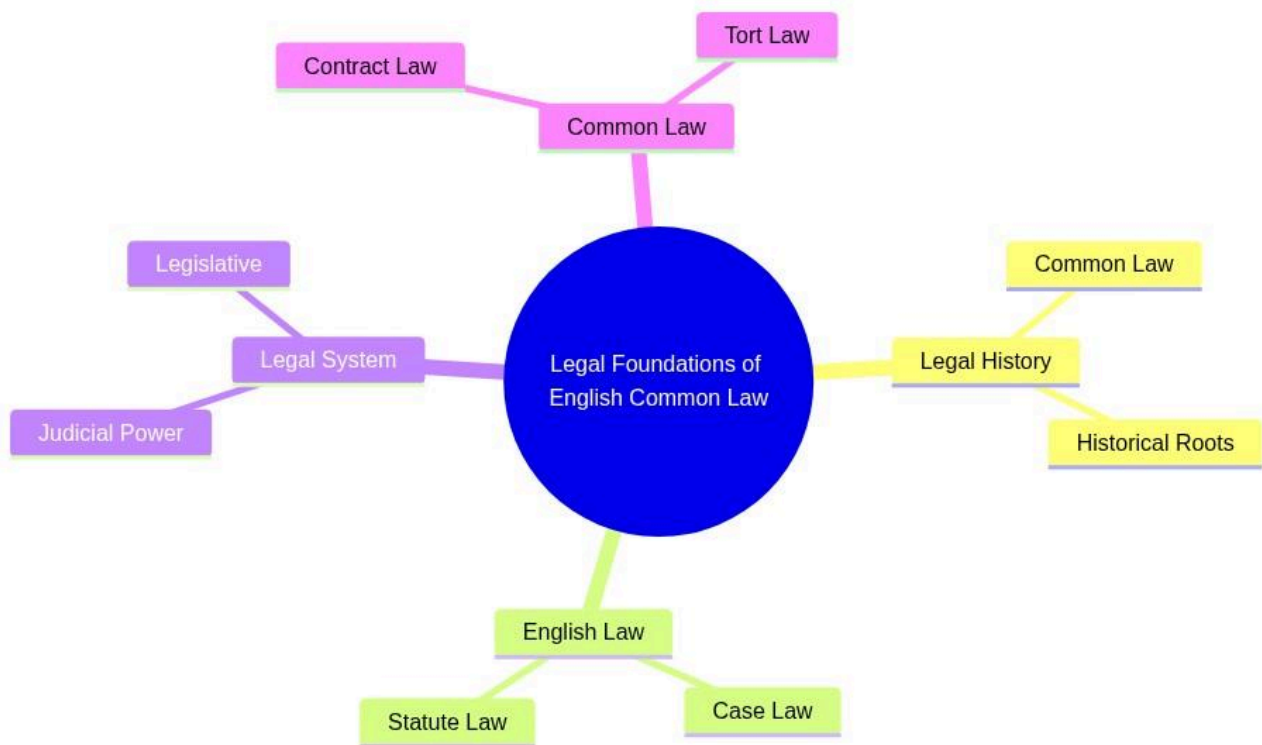 Tort Law
Contract Law
Common Law
Legislative
Common Law
Legal System
Legal Foundations of
English Common Law
Legal History
Judicial Power
Historical Roots
English Law
Statute Law
Case Law